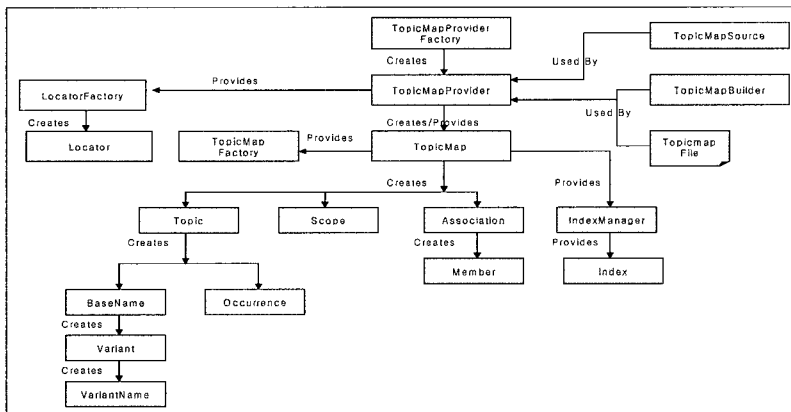 TopicMapProvider
Factory
TopicMapSource
Creates
Used By
Provides
LocatorFactory
TopicMapProvider
TopicMapBuilder
Used By
Creates
Creates/Provides
Locator
TopicMap
Factory
Provides
TopicMap
Topicmap
File
Creates
Provides
Topic
Scope
Association
IndexManager
Creates
Creates
Provides
Member
Index
BaseName
Occurrence
Creates
Variant
Creates
VariantName